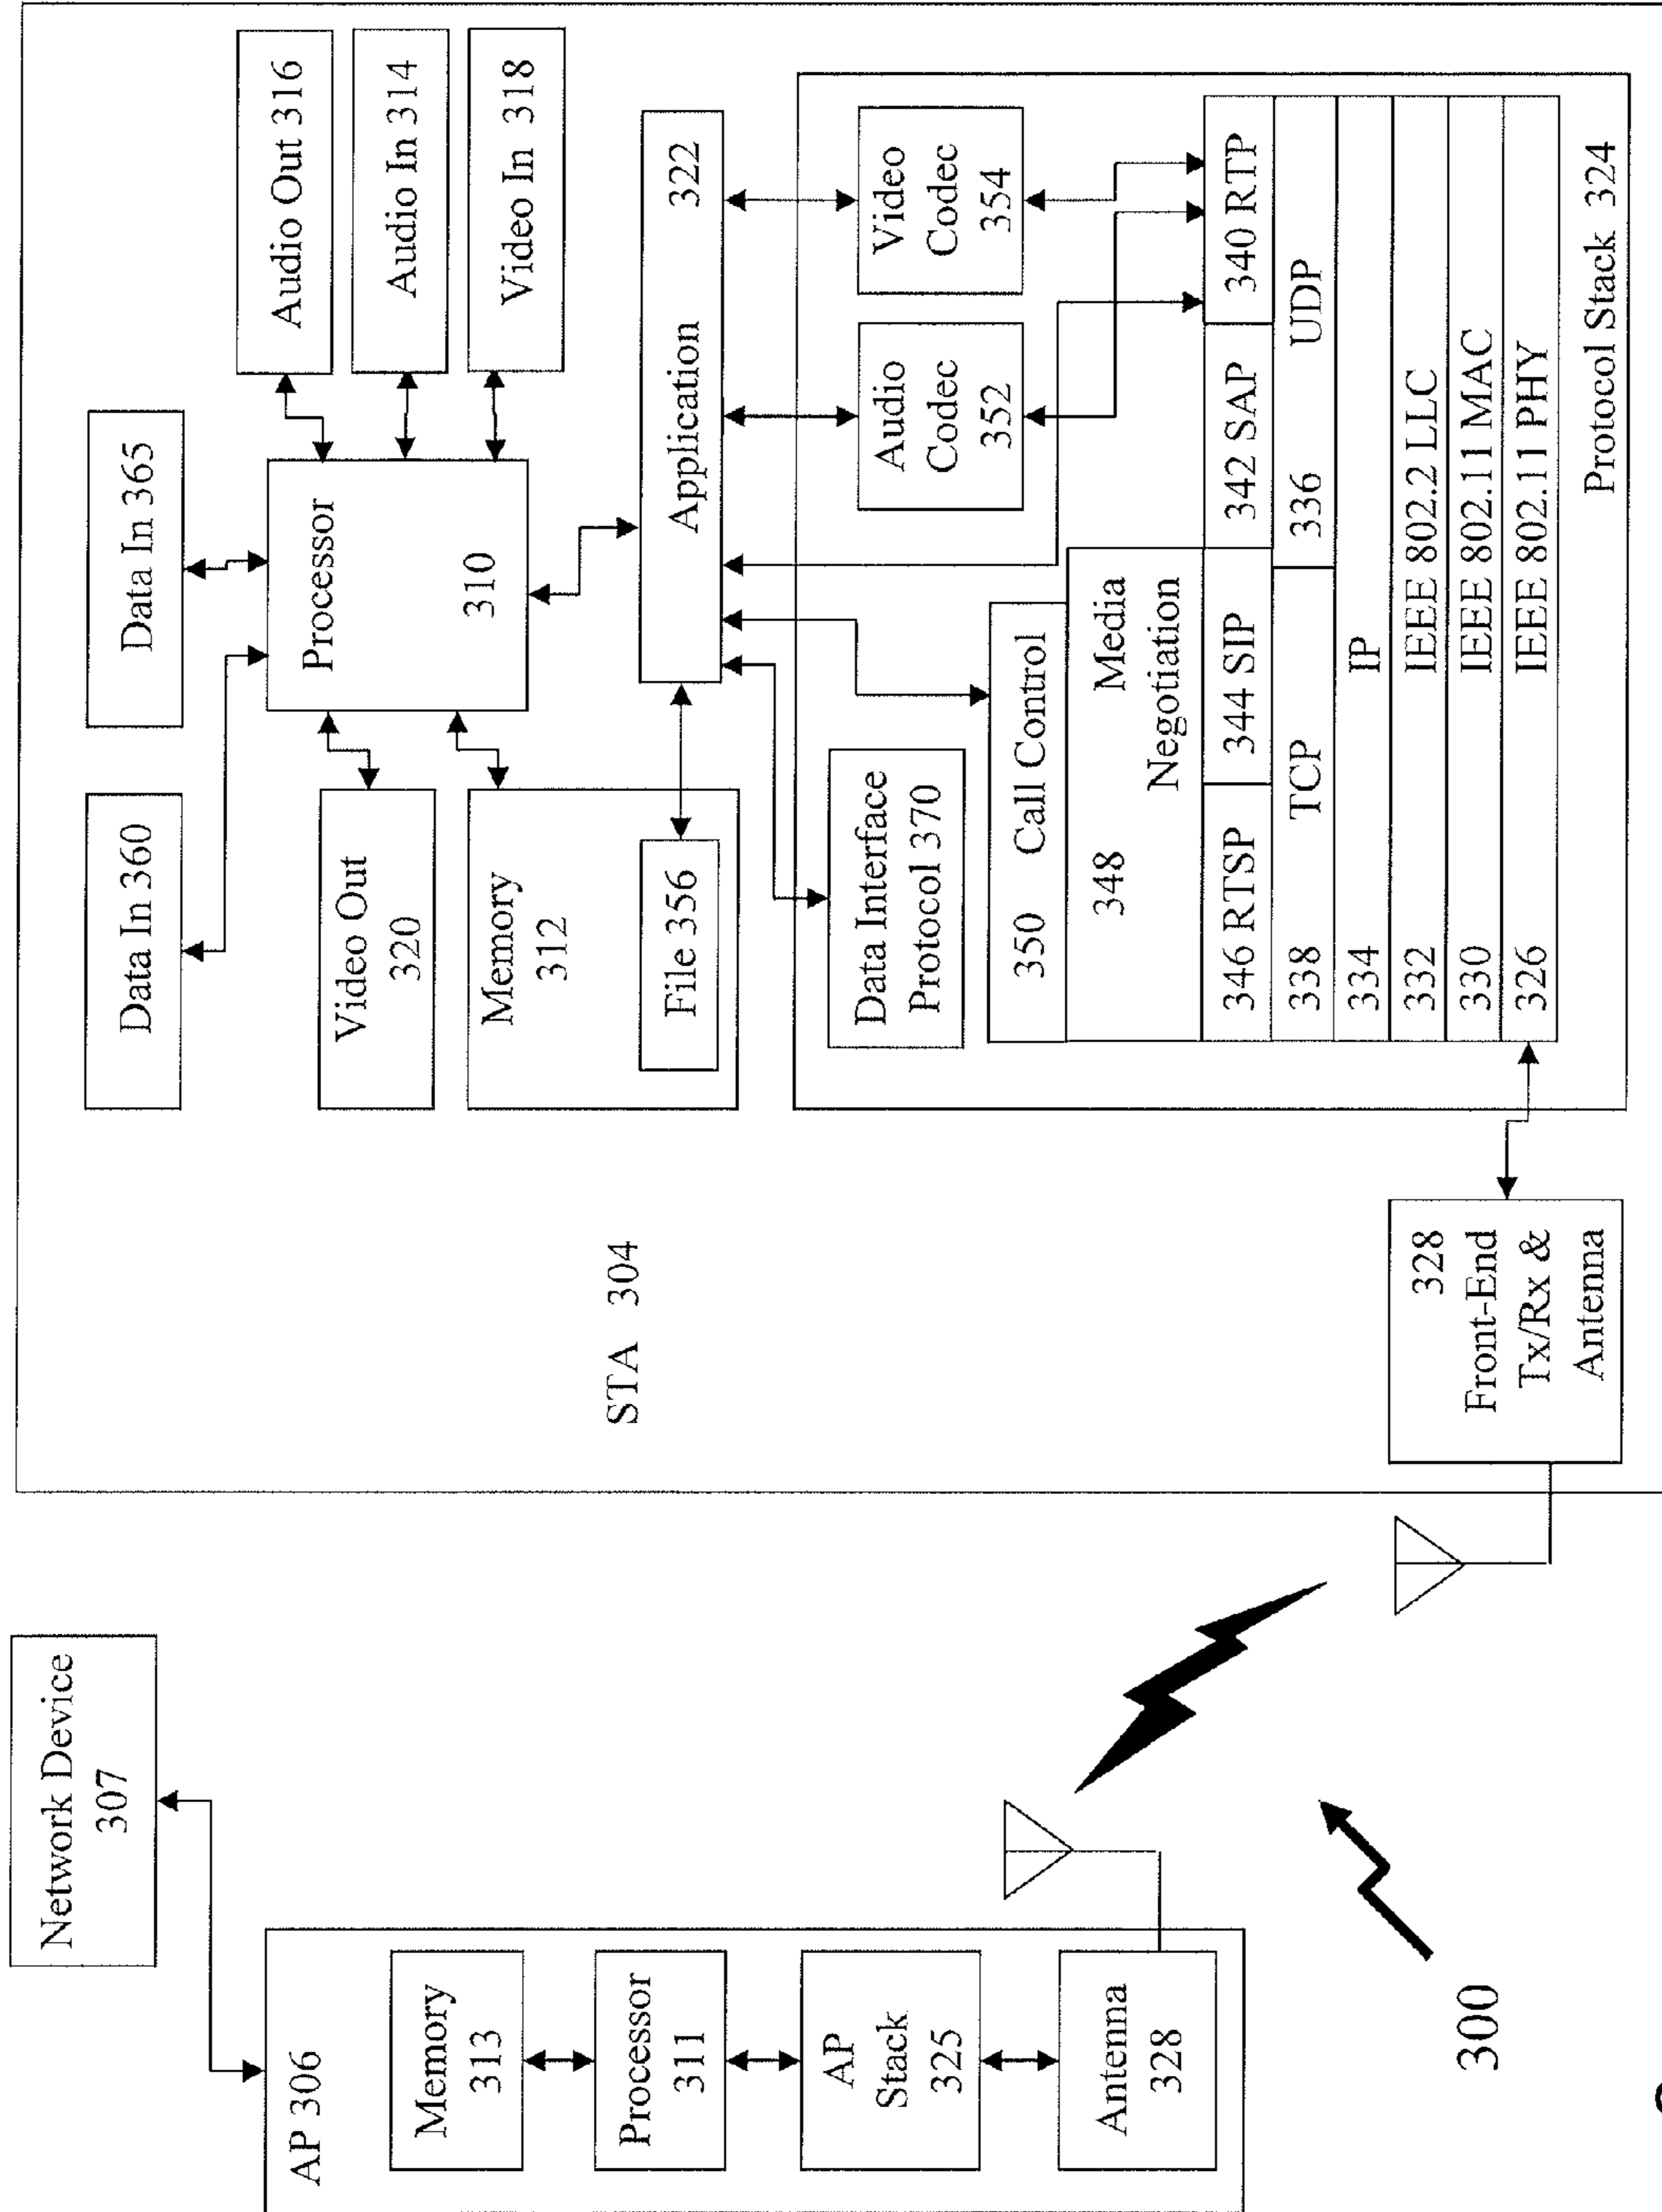 Network Device
307
AP 306
Memory
313
Processor
311
AP
Stack
325
Antenna
328
300
STA 304
328
Front-End
Tx/Rx &
Antenna
Data In 360
Data In 365
Video Out
320
Memory
312
File 356
Processor
310
Audio Out 316
Audio In 314
Video In 318
Application 322
Data Interface
Protocol 370
350 Call Control
348 Media
Negotiation
Audio
Codec
352
Video
Codec
354
346 RTSP
344 SIP
342 SAP
340 RTP
338 TCP
336 UDP
334 IP
332 IEEE 802.2 LLC
330 IEEE 802.11 MAC
326 IEEE 802.11 PHY
Protocol Stack 324